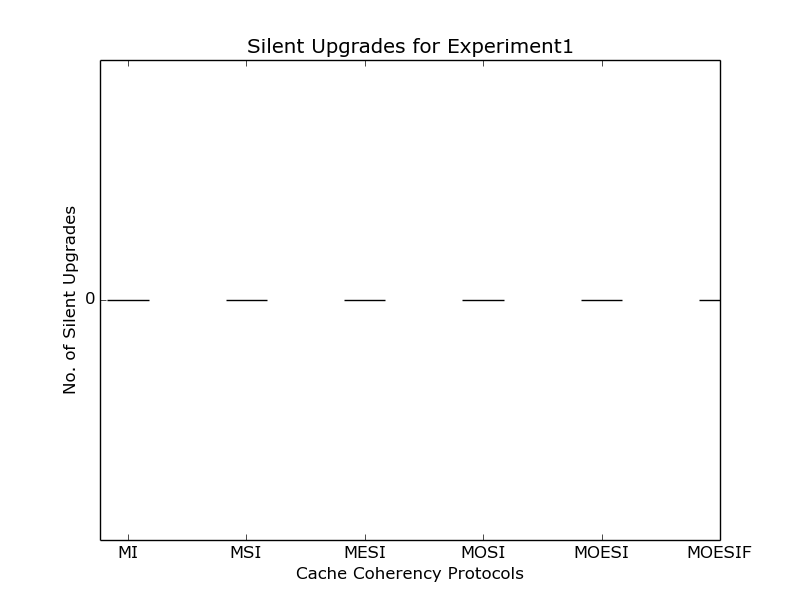 Silent Upgrades for Experiment1
No. of Silent Upgrades
0
MI MSI MESI MOSI MOESI MOESIF
Cache Coherency Protocols